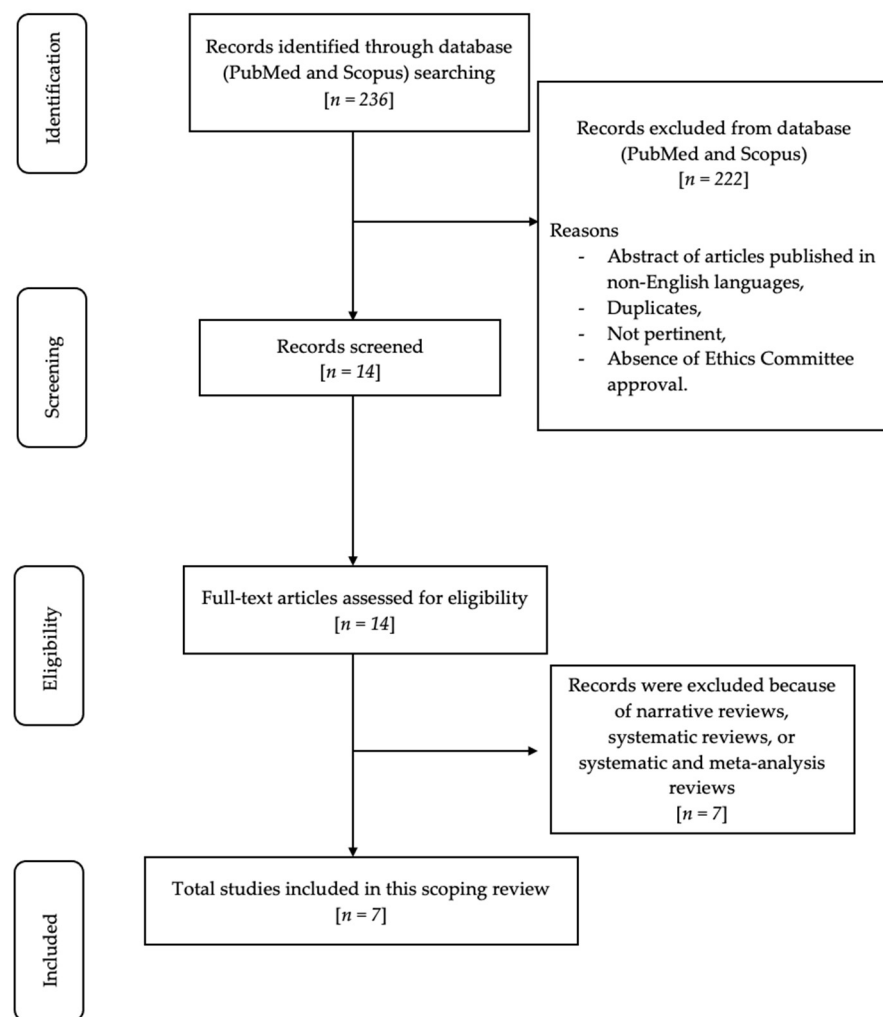 Identification
Records identified through database
(PubMed and Scopus) searching
[n = 236]
Records excluded from database
(PubMed and Scopus)
[n = 222]
Reasons
- Abstract of articles published in
non-English languages,
- Duplicates,
- Not pertinent,
- Absence of Ethics Committee
approval.
Screening
Records screened
[n = 14]
Eligibility
Full-text articles assessed for eligibility
[n = 14]
Records were excluded because
of narrative reviews,
systematic reviews, or
systematic and meta-analysis
reviews
[n = 7]
Included
Total studies included in this scoping review
[n = 7]